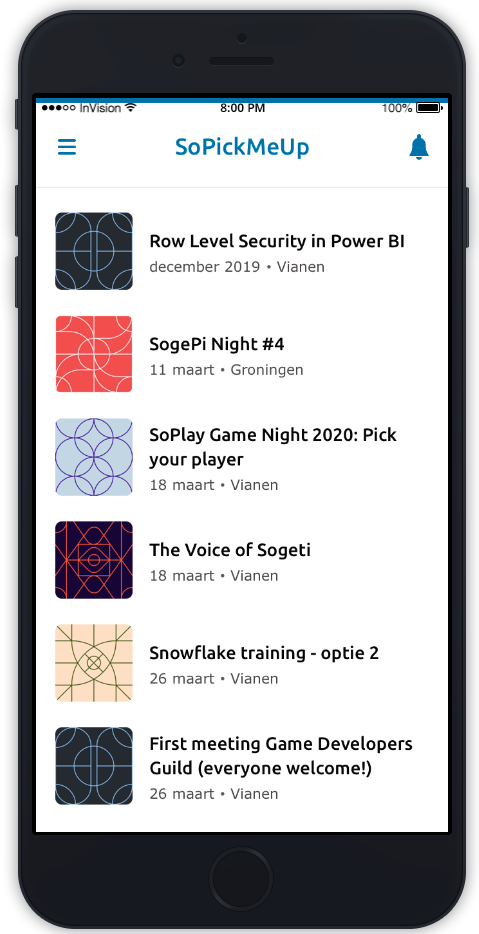 InVision 8:00 PM 100%
SoPickMeUp
Row Level Security in Power BI
december 2019 • Vianen
SogePi Night #4
11 maart • Groningen
SoPlay Game Night 2020: Pick
your player
18 maart • Vianen
The Voice of Sogeti
18 maart • Vianen
Snowflake training - optie 2
26 maart • Vianen
First meeting Game Developers
Guild (everyone welcome!)
26 maart • Vianen